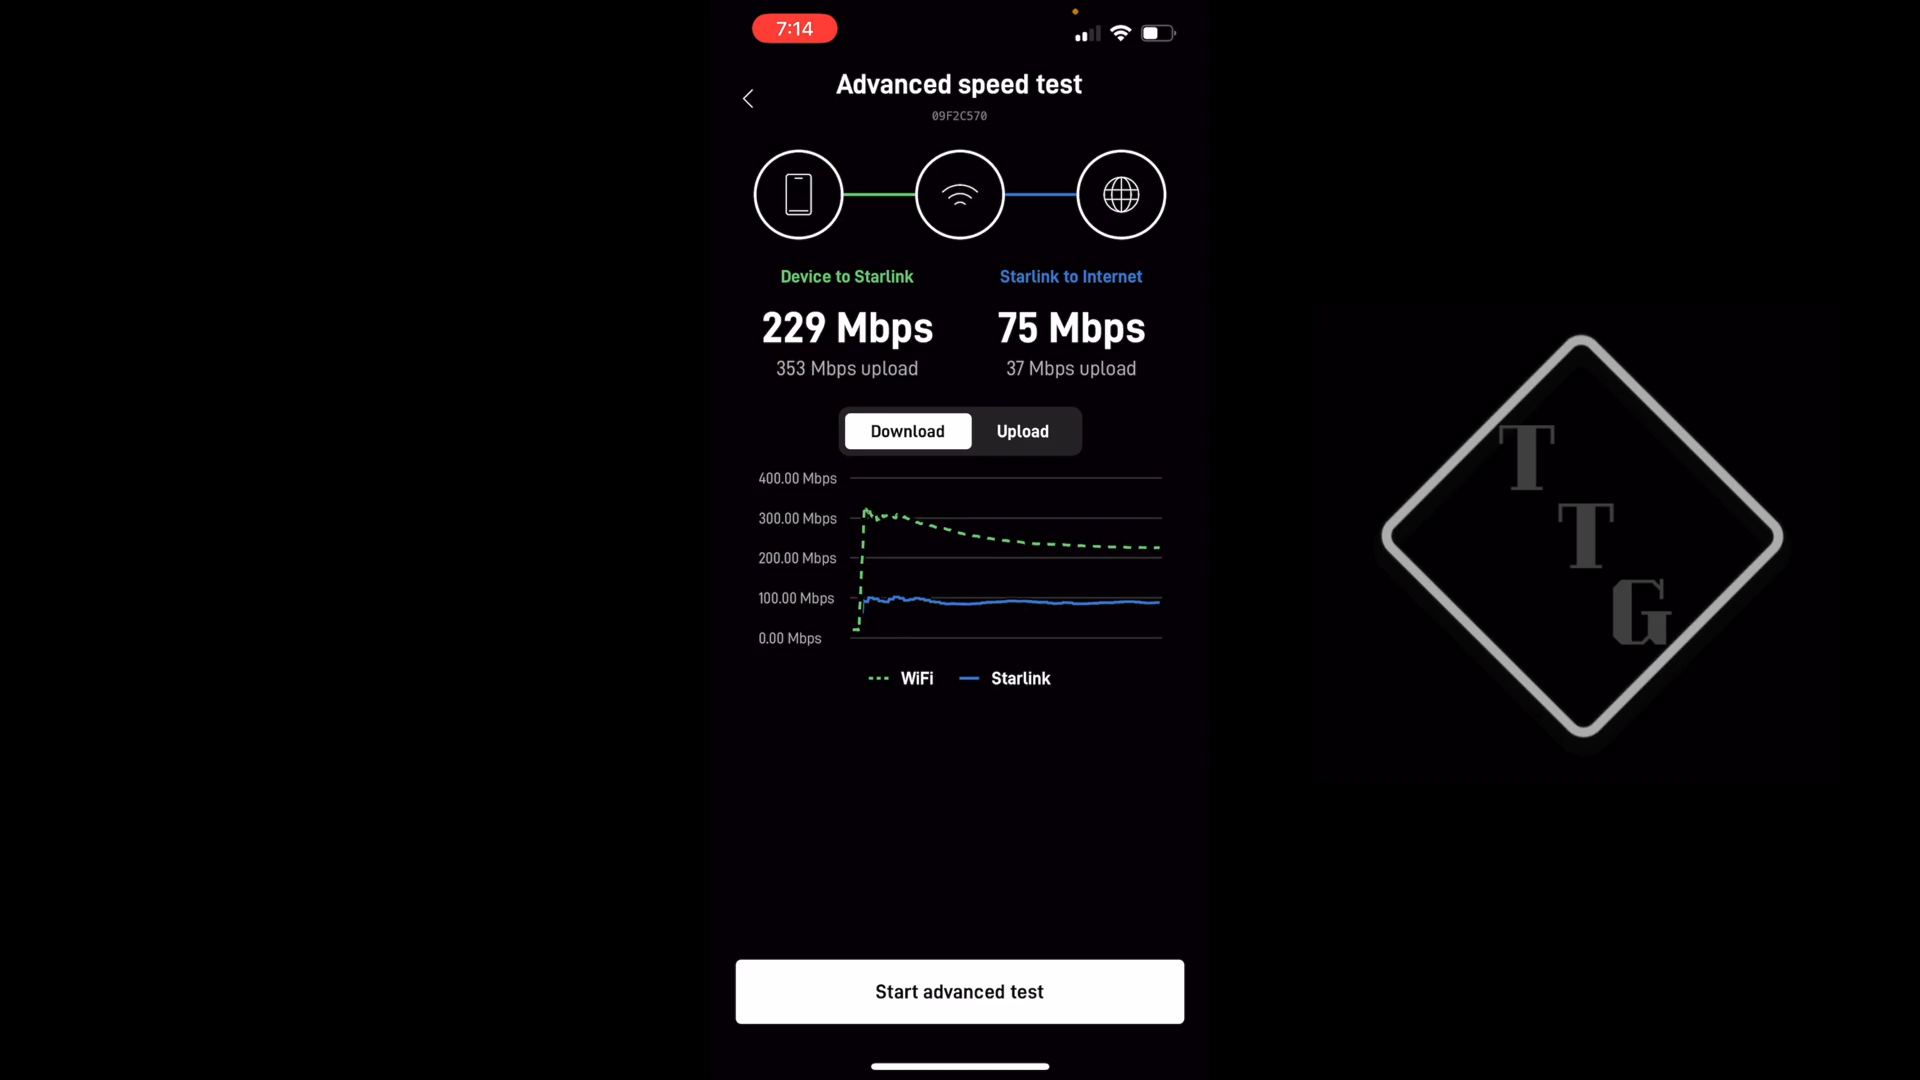 7:14
Advanced speed test
09F2C570
Device to Starlink
Starlink to Internet
229 Mbps
75 Mbps
353 Mbps upload
37 Mbps upload
Download
Upload
400.00 Mbps
300.00 Mbps
200.00 Mbps
100.00 Mbps
0.00 Mbps
WiFi
Starlink
Start advanced test
T
T
G